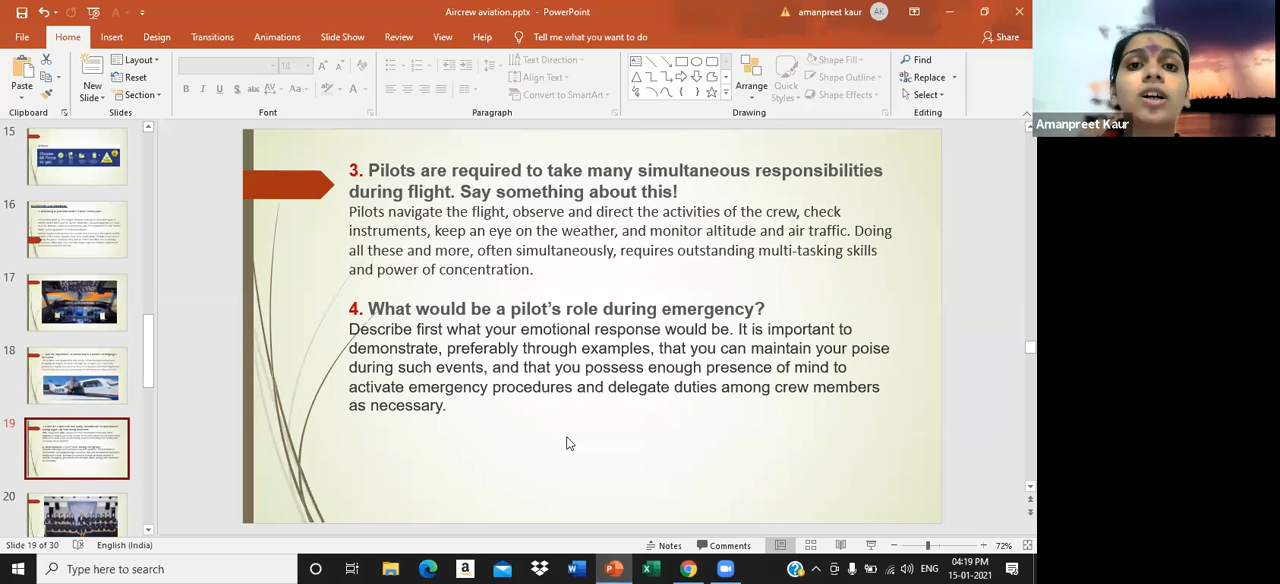 Aircrew aviation.pptx - PowerPoint
amanpreet kaur
AK
File Home Insert Design Transitions Animations Slide Show Review View Help Tell me what you want to do
Share
Paste
Clipboard
New Slide
Layout
Reset
Section
Slides
18
B I U S abc AV Aa A
Font
Text Direction
Align Text
Convert to SmartArt
Paragraph
Arrange
Quick Styles
Shape Fill
Shape Outline
Shape Effects
Drawing
Find
Replace
Select
Editing
Amanpreet Kaur
15
16
17
18
19
20
3. Pilots are required to take many simultaneous responsibilities
during flight. Say something about this!
Pilots navigate the flight, observe and direct the activities of the crew, check
instruments, keep an eye on the weather, and monitor altitude and air traffic. Doing
all these and more, often simultaneously, requires outstanding multi-tasking skills
and power of concentration.
4. What would be a pilot’s role during emergency?
Describe first what your emotional response would be. It is important to
demonstrate, preferably through examples, that you can maintain your poise
during such events, and that you possess enough presence of mind to
activate emergency procedures and delegate duties among crew members
as necessary.
Slide 19 of 30
English (India)
Notes
Comments
72%
Type here to search
ENG
04:19 PM
15-01-2021